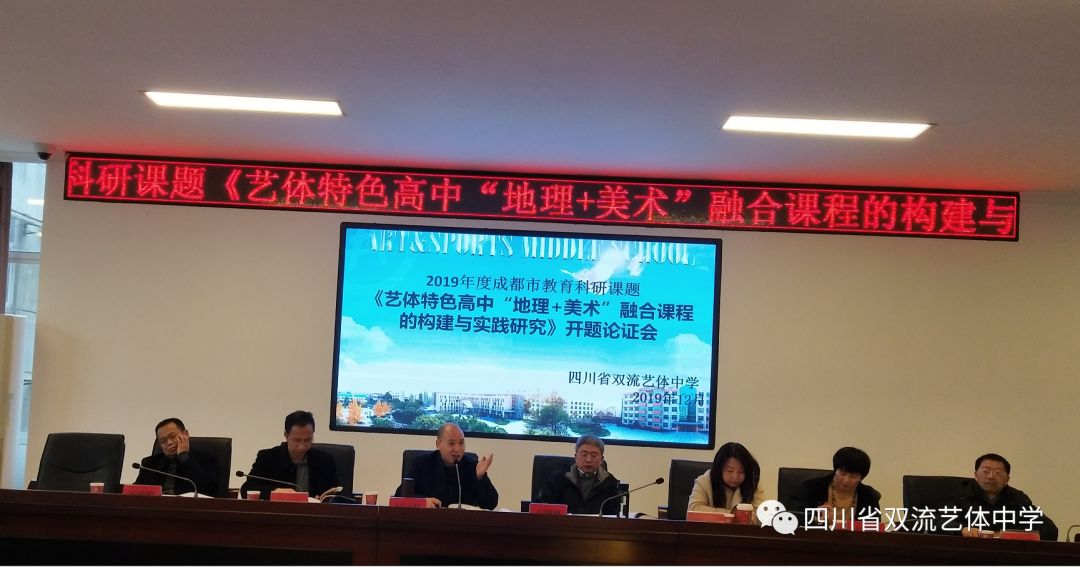 科研课题《艺体特色高中“地理+美术”融合课程的构建与
ART&SPORTS MIDDLE SCHOOL
2019年度成都市教育科研课题
《艺体特色高中“地理+美术”融合课程
的构建与实践研究》开题论证会
四川省双流艺体中学
2019年12月
四川省双流艺体中学